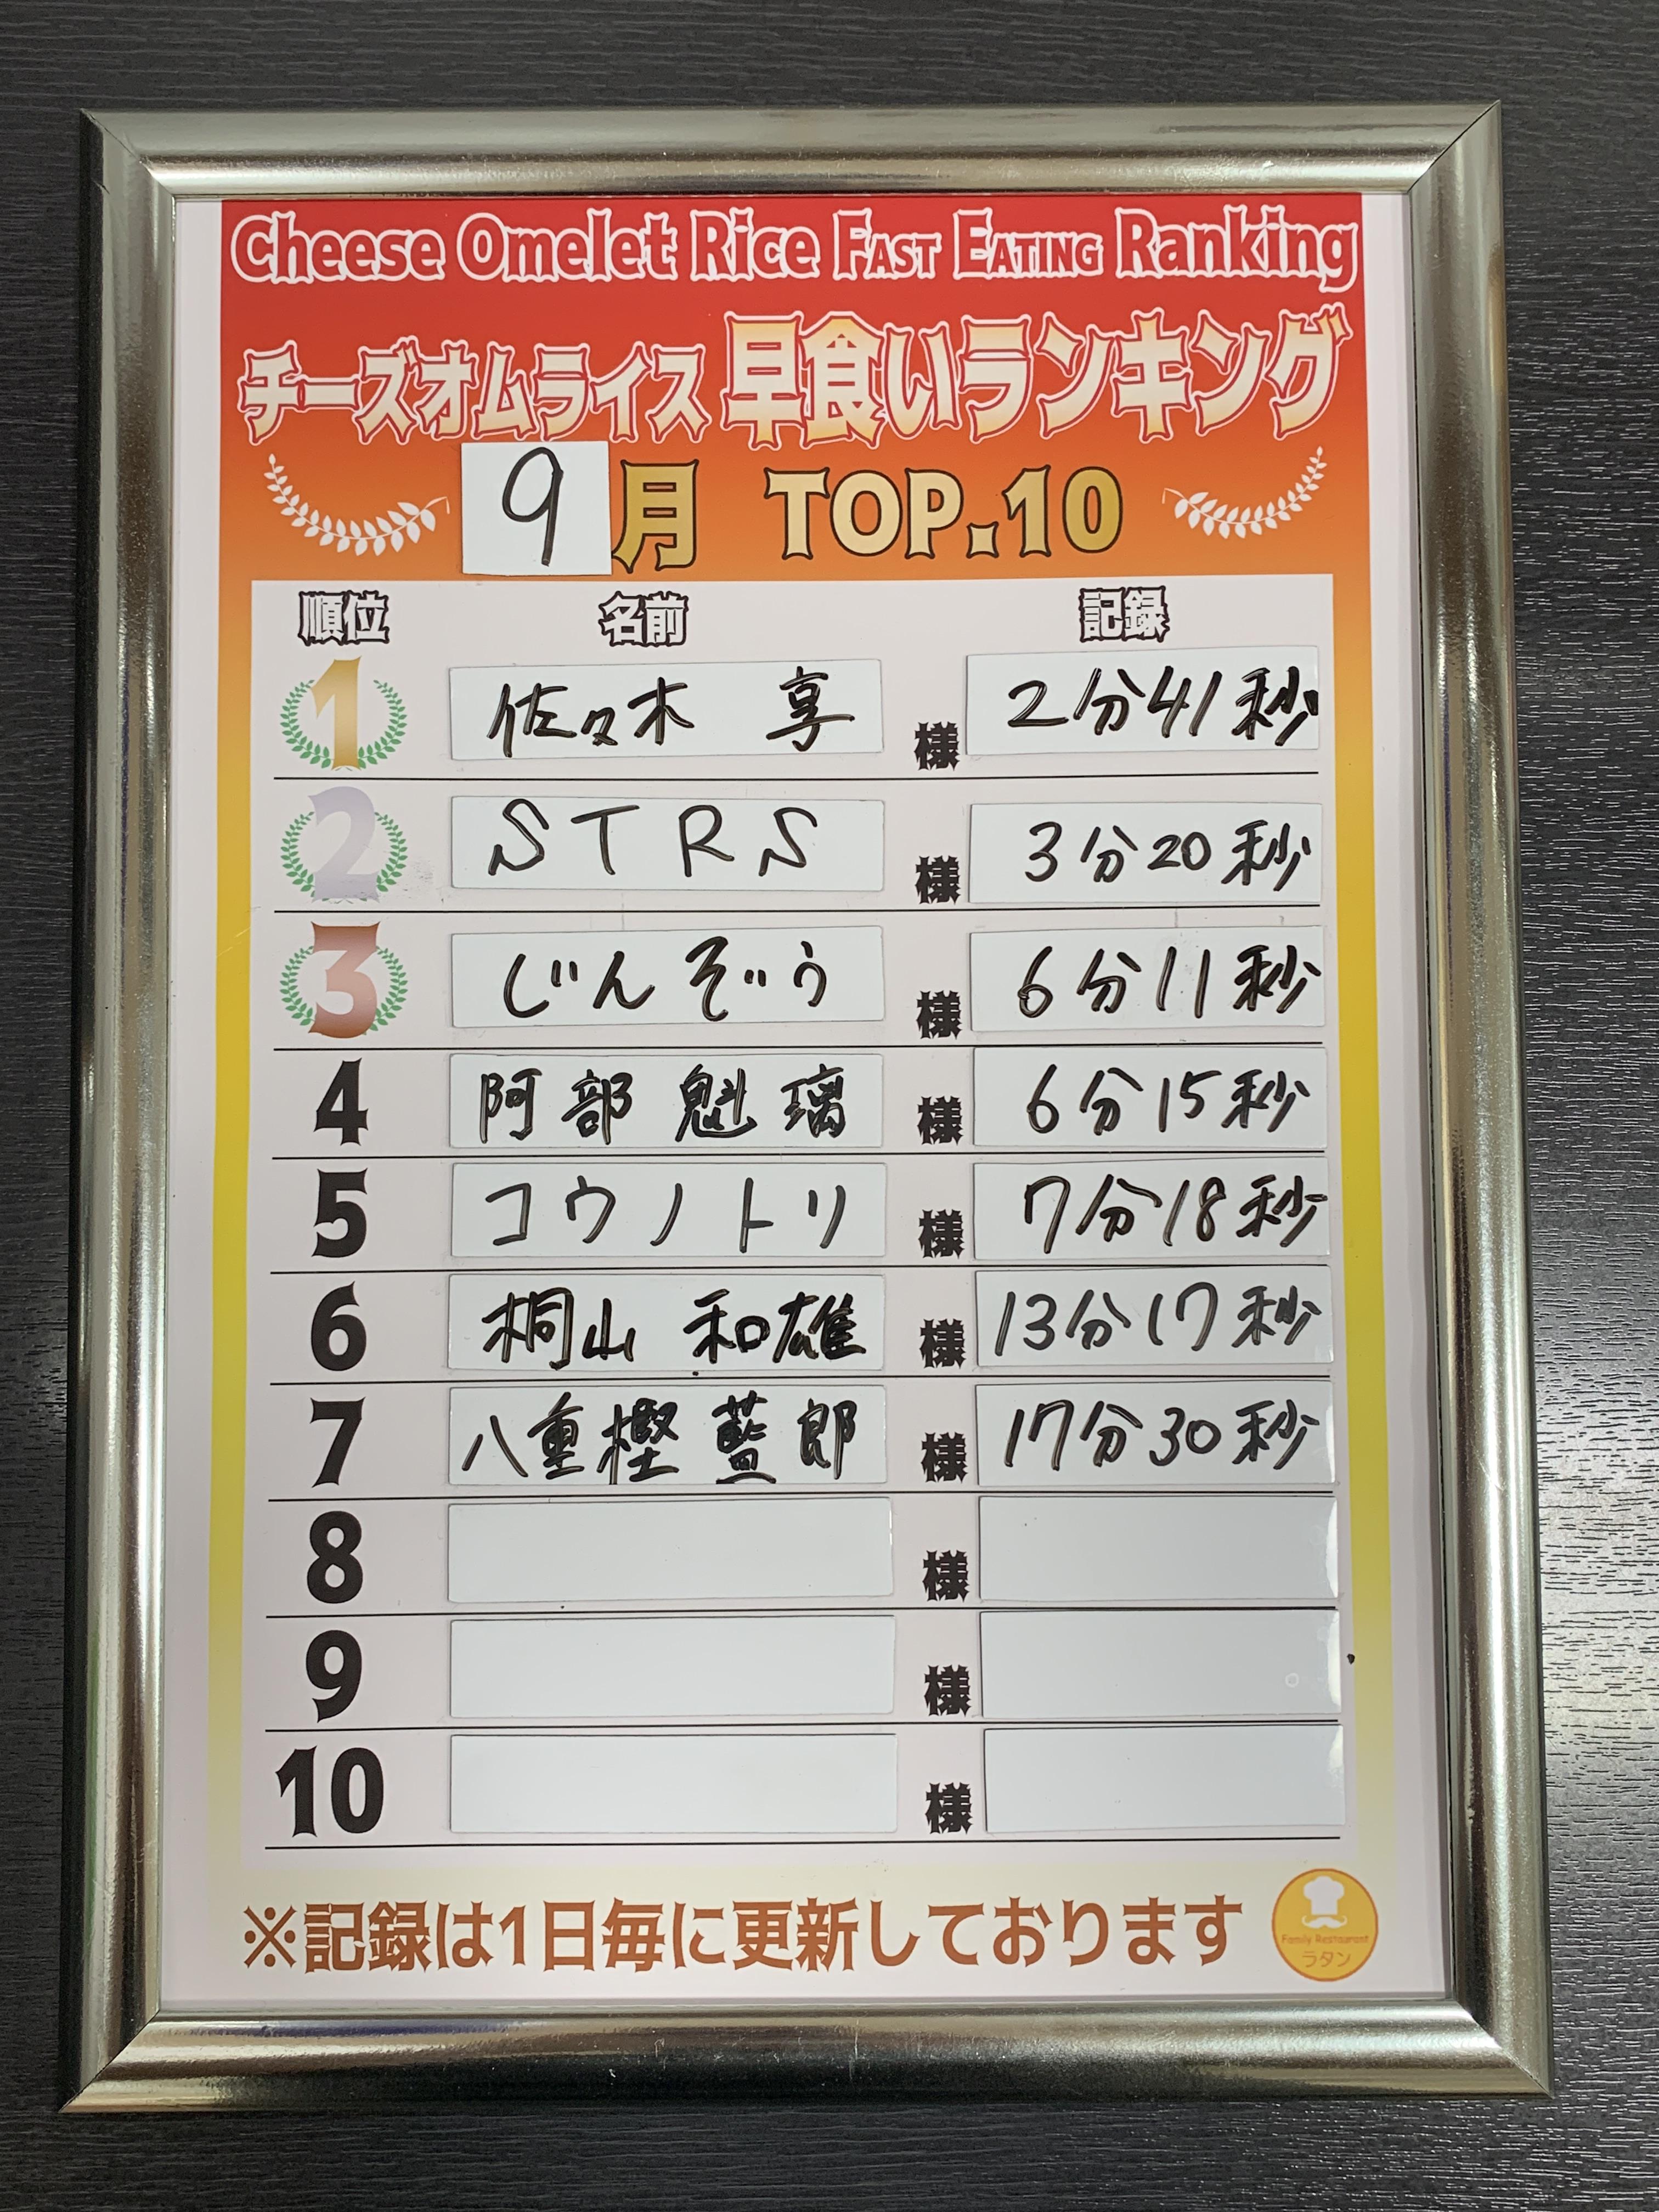 Cheese Omelet Rice FAST EATING Ranking
チーズオムライス 早食いランキング
9月 TOP.10
順位 名前 記録
1 佐々木 享 様 2分41秒
2 STRS 様 3分20秒
3 じんぞう 様 6分11秒
4 阿部魁璃 様 6分15秒
5 コウノトリ 様 7分18秒
6 桐山 和雄 様 13分17秒
7 八重樫 藍郎 様 17分30秒
8 様
9 様
10 様
※記録は1日毎に更新しております
Family Restaurant
ラタン